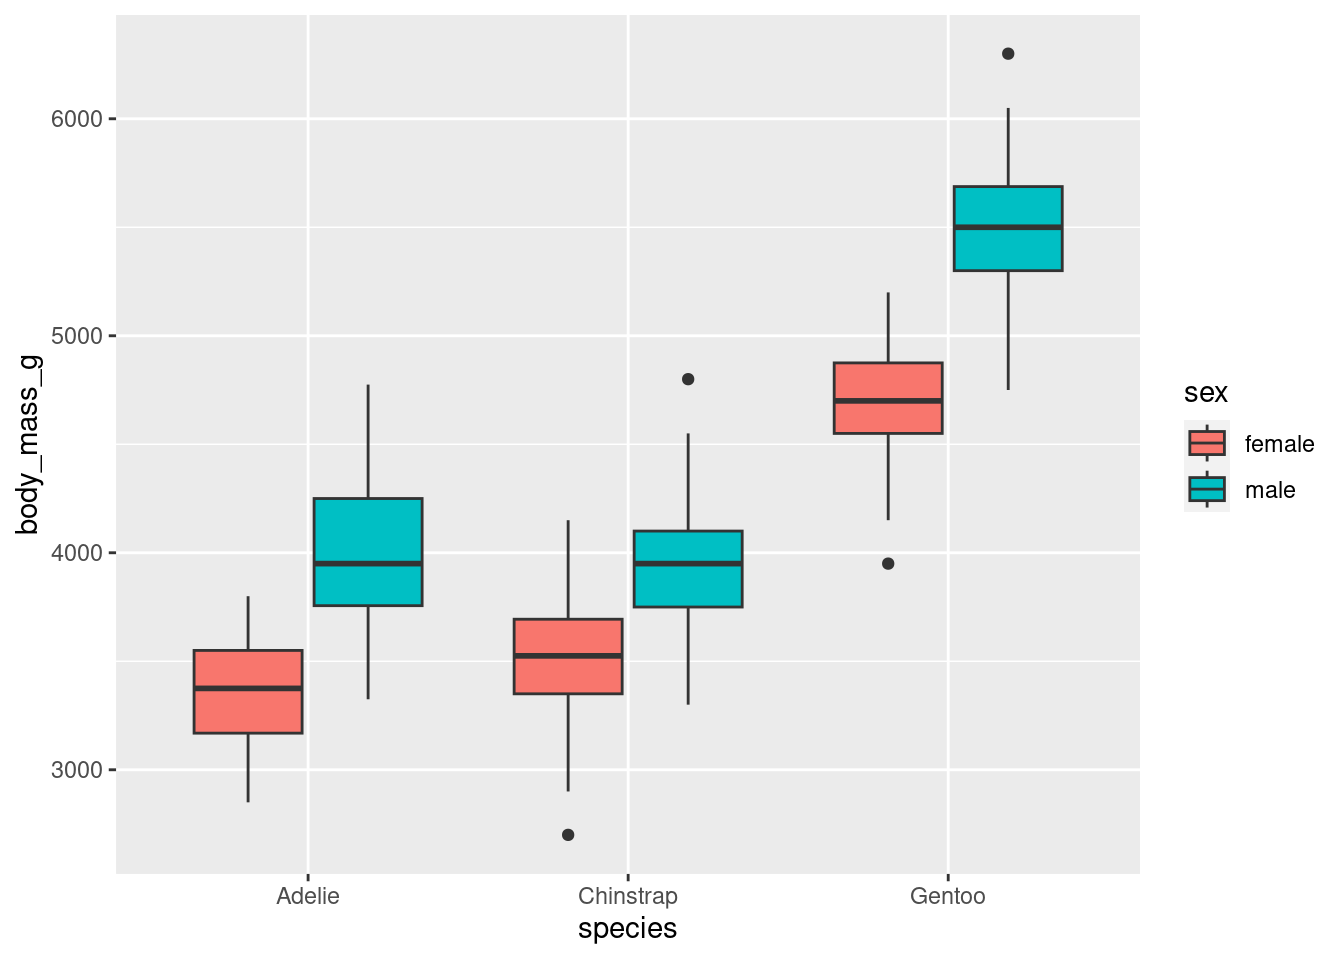 body_mass_g
6000
5000
4000
3000
Adelie
Chinstrap
Gentoo
species
sex
female
male